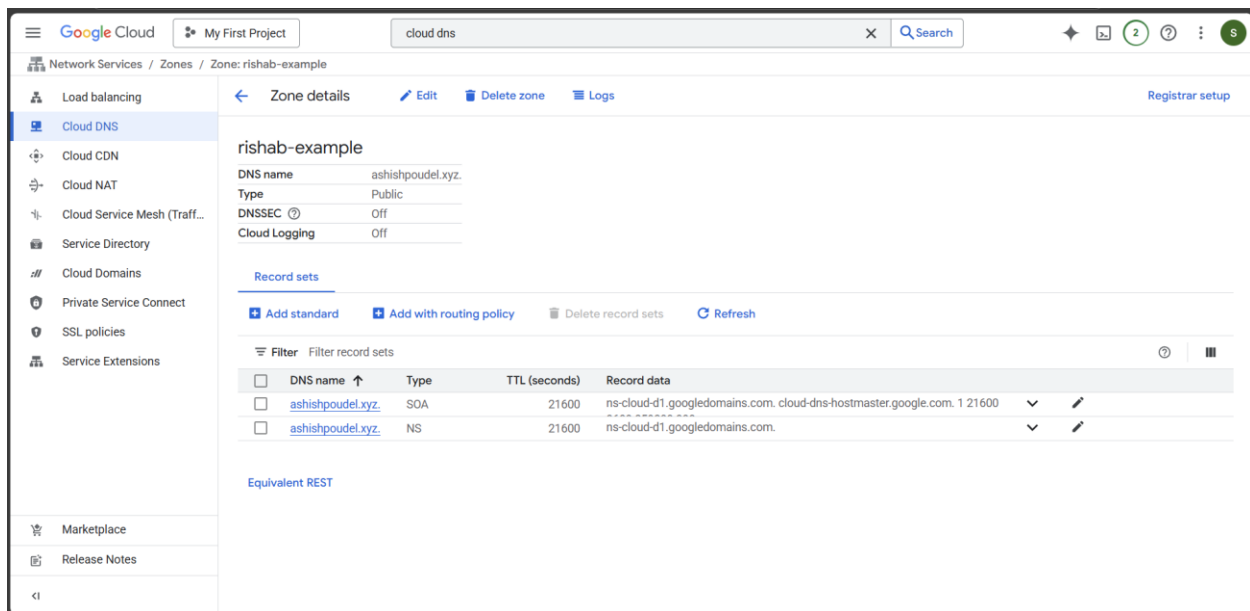 Google Cloud
My First Project
cloud dns
Search
2
S
Network Services / Zones / Zone: rishab-example
Load balancing
Cloud DNS
Cloud CDN
Cloud NAT
Cloud Service Mesh (Traff...
Service Directory
Cloud Domains
Private Service Connect
SSL policies
Service Extensions
Marketplace
Release Notes
Zone details
Edit
Delete zone
Logs
Registrar setup
rishab-example
DNS name ashishpoudel.xyz.
Type Public
DNSSEC Off
Cloud Logging Off
Record sets
Add standard
Add with routing policy
Delete record sets
Refresh
Filter Filter record sets
DNS name Type TTL (seconds) Record data
ashishpoudel.xyz. SOA 21600 ns-cloud-d1.googledomains.com. cloud-dns-hostmaster.google.com. 1 21600
ashishpoudel.xyz. NS 21600 ns-cloud-d1.googledomains.com.
Equivalent REST